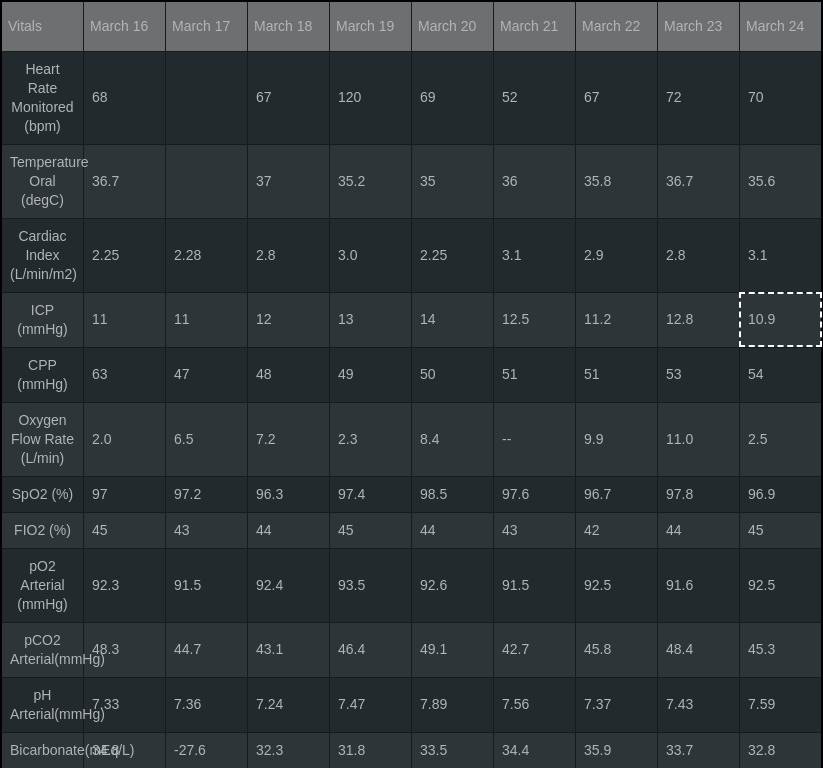 Vitals March 16 March 17 March 18 March 19 March 20 March 21 March 22 March 23 March 24
Heart
Rate
Monitored
(bpm)
68 67 120 69 52 67 72 70
Temperature
Oral
(degC)
36.7 37 35.2 35 36 35.8 36.7 35.6
Cardiac
Index
(L/min/m2)
2.25 2.28 2.8 3.0 2.25 3.1 2.9 2.8 3.1
ICP
(mmHg)
11 11 12 13 14 12.5 11.2 12.8 10.9
CPP
(mmHg)
63 47 48 49 50 51 51 53 54
Oxygen
Flow Rate
(L/min)
2.0 6.5 7.2 2.3 8.4 -- 9.9 11.0 2.5
SpO2 (%) 97 97.2 96.3 97.4 98.5 97.6 96.7 97.8 96.9
FIO2 (%) 45 43 44 45 44 43 42 44 45
pO2
Arterial
(mmHg)
92.3 91.5 92.4 93.5 92.6 91.5 92.5 91.6 92.5
pCO2
Arterial(mmHg)
48.3 44.7 43.1 46.4 49.1 42.7 45.8 48.4 45.3
pH
Arterial(mmHg)
7.33 7.36 7.24 7.47 7.89 7.56 7.37 7.43 7.59
Bicarbonate(mEq/L) -27.6 32.3 31.8 33.5 34.4 35.9 33.7 32.8